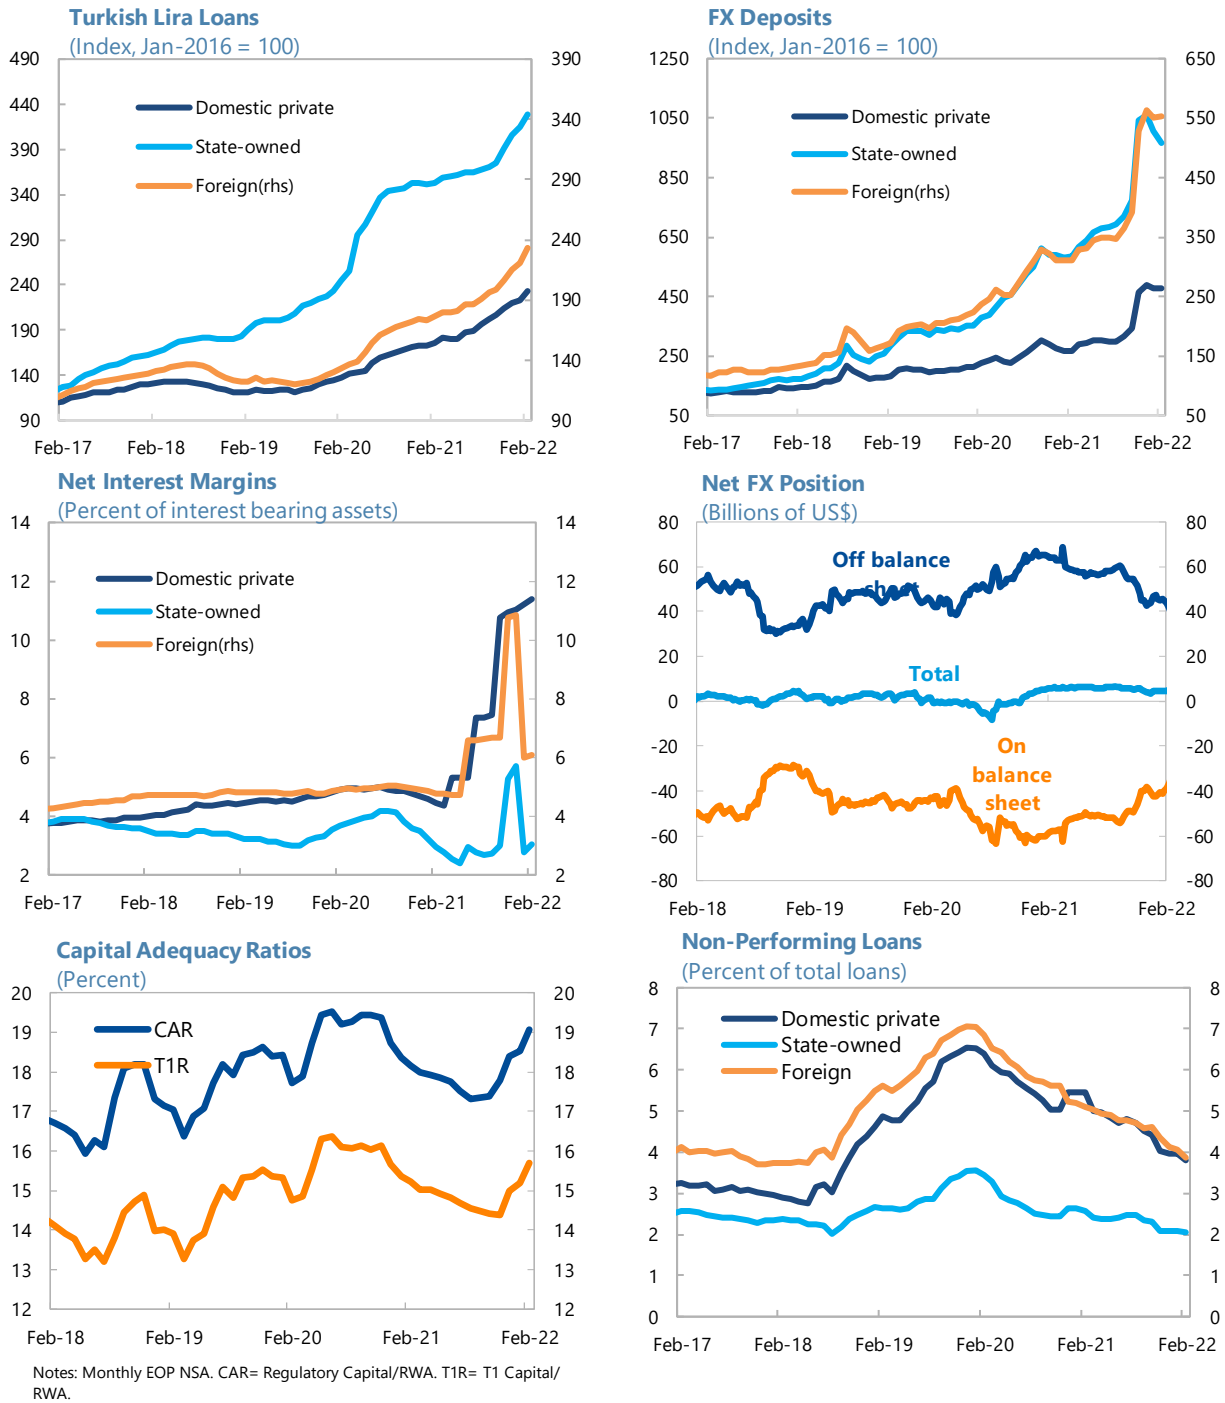 Turkish Lira Loans
(Index, Jan-2016 = 100)
490
440
390
340
290
240
190
140
90
390
340
290
240
190
140
90
Domestic private
State-owned
Foreign(rhs)
Feb-17 Feb-18 Feb-19 Feb-20 Feb-21 Feb-22
FX Deposits
(Index, Jan-2016 = 100)
1250
1050
850
650
450
250
50
650
550
450
350
250
150
50
Domestic private
State-owned
Foreign(rhs)
Feb-17 Feb-18 Feb-19 Feb-20 Feb-21 Feb-22
Net Interest Margins
(Percent of interest bearing assets)
14
12
10
8
6
4
2
14
12
10
8
6
4
2
Domestic private
State-owned
Foreign(rhs)
Feb-17 Feb-18 Feb-19 Feb-20 Feb-21 Feb-22
Net FX Position
(Billions of US$)
80
60
40
20
0
-20
-40
-60
-80
80
60
40
20
0
-20
-40
-60
-80
Off balance
sheet
Total
On
balance
sheet
Feb-18 Feb-19 Feb-20 Feb-21 Feb-22
Capital Adequacy Ratios
(Percent)
20
19
18
17
16
15
14
13
12
20
19
18
17
16
15
14
13
12
CAR
T1R
Feb-18 Feb-19 Feb-20 Feb-21 Feb-22
Notes: Monthly EOP NSA. CAR= Regulatory Capital/RWA. T1R= T1 Capital/
RWA.
Non-Performing Loans
(Percent of total loans)
8
7
6
5
4
3
2
1
0
8
7
6
5
4
3
2
1
0
Domestic private
State-owned
Foreign
Feb-17 Feb-18 Feb-19 Feb-20 Feb-21 Feb-22